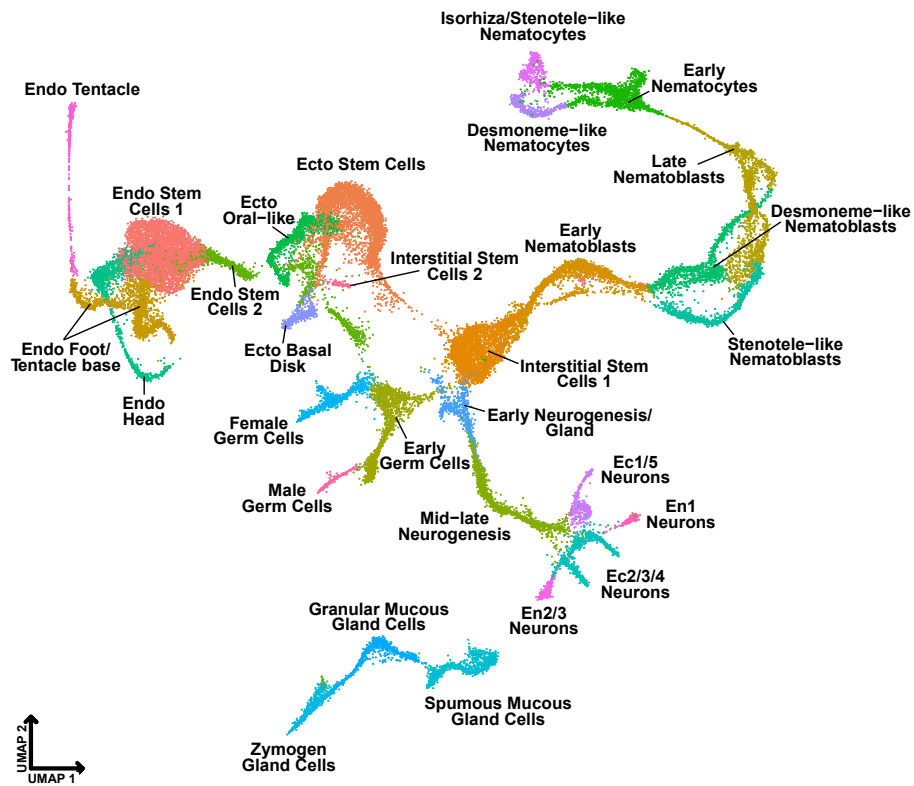 Isorhiza/Stenotele−like
Nematocytes
Early
Nematocytes
Endo Tentacle
Desmoneme−like
Nematocytes
Late
Nematoblasts
Ecto Stem Cells
Endo Stem
Cells 1
Ecto
Oral−like
Desmoneme−like
Nematoblasts
Early
Nematoblasts
Interstitial Stem
Cells 2
Endo Stem
Cells 2
Endo Foot/
Tentacle base
Ecto Basal
Disk
Stenotele−like
Nematoblasts
Interstitial Stem
Cells 1
Endo
Head
Female
Germ Cells
Early Neurogenesis/
Gland
Early
Germ Cells
Male
Germ Cells
Ec1/5
Neurons
En1
Neurons
Mid−late
Neurogenesis
Ec2/3/4
Neurons
En2/3
Neurons
Granular Mucous
Gland Cells
Spumous Mucous
Gland Cells
Zymogen
Gland Cells
UMAP 2
UMAP 1